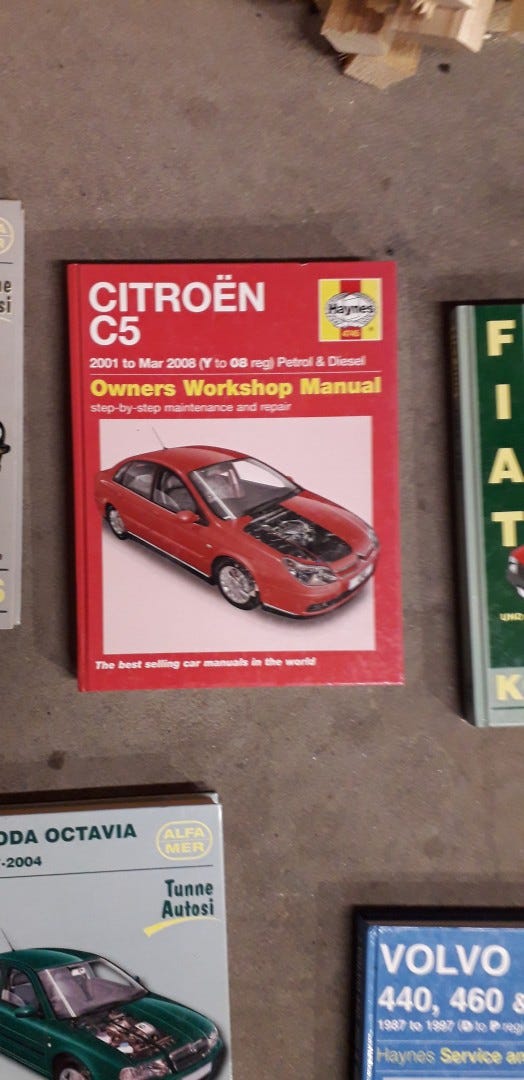 CITROËN
C5
Haynes
4745
2001 to Mar 2008 (Y to 08 reg) Petrol & Diesel
Owners Workshop Manual
step-by-step maintenance and repair
The best selling car manuals in the world
FIAT
K
ODA OCTAVIA
-2004
ALFA
MER
Tunne
Autosi
VOLVO
440, 460 &
1987 to 1997 (D to P reg
Haynes Service an